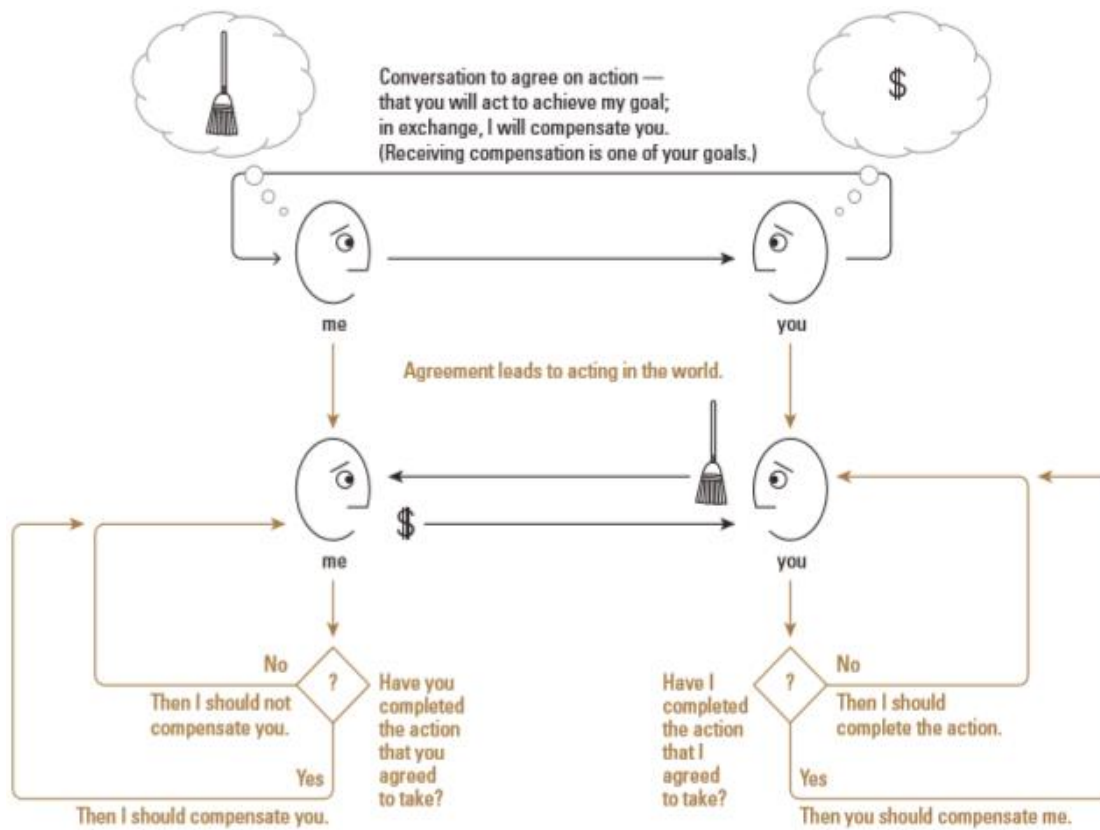 $
Conversation to agree on action —
that you will act to achieve my goal;
in exchange, I will compensate you.
(Receiving compensation is one of your goals.)
me
you
Agreement leads to acting in the world.
$
me
you
No
?
Then I should not
compensate you.
Have you
completed
the action
that you
agreed
to take?
Yes
Then I should compensate you.
Have I
completed
the action
that I
agreed
to take?
?
No
Then I should
complete the action.
Yes
Then you should compensate me.